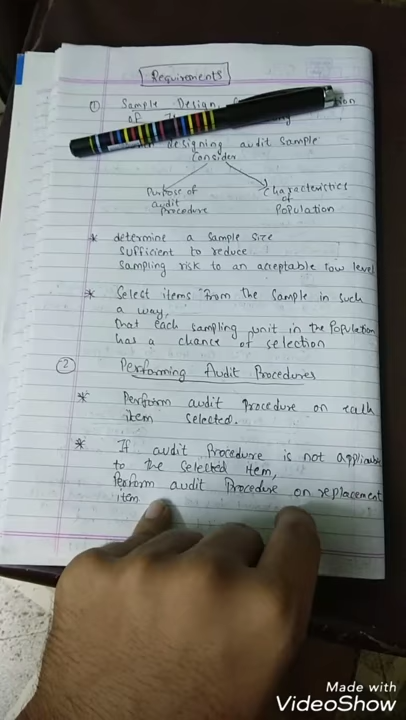 Requirements
① Sample Design,
of
designing audit sample
Consider
Purpose of
audit
Procedure
Characteristics
of
Population
* determine a sample size
sufficient to reduce
sampling risk to an acceptable low level
* Select items from the sample in such
a way,
that each sampling unit in the Population
has a chance of selection
② Performing Audit Procedures
* Perform audit procedure on each
item selected.
* If audit Procedure is not
to the selected item,
Perform audit Procedure on replacement
item
Made with
VideoShow